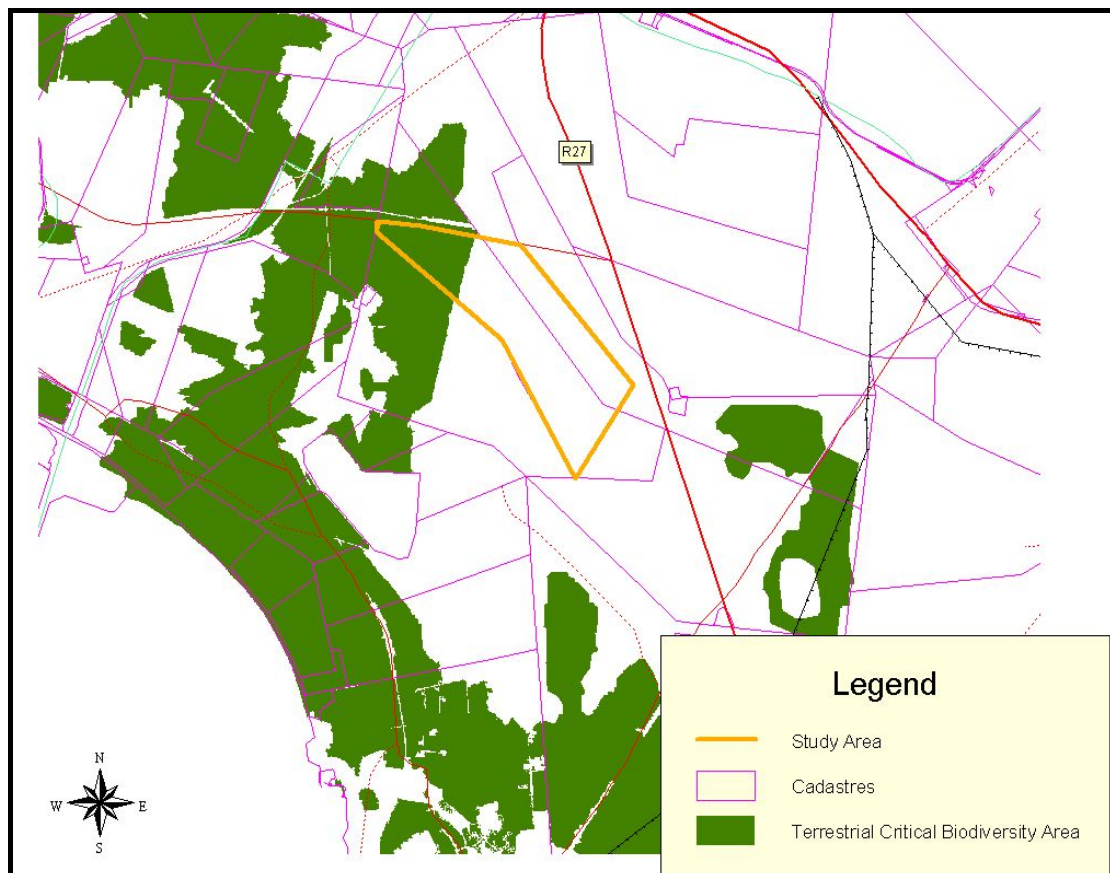 R27
Legend
Study Area
Cadastres
Terrestrial Critical Biodiversity Area
N
W E
S